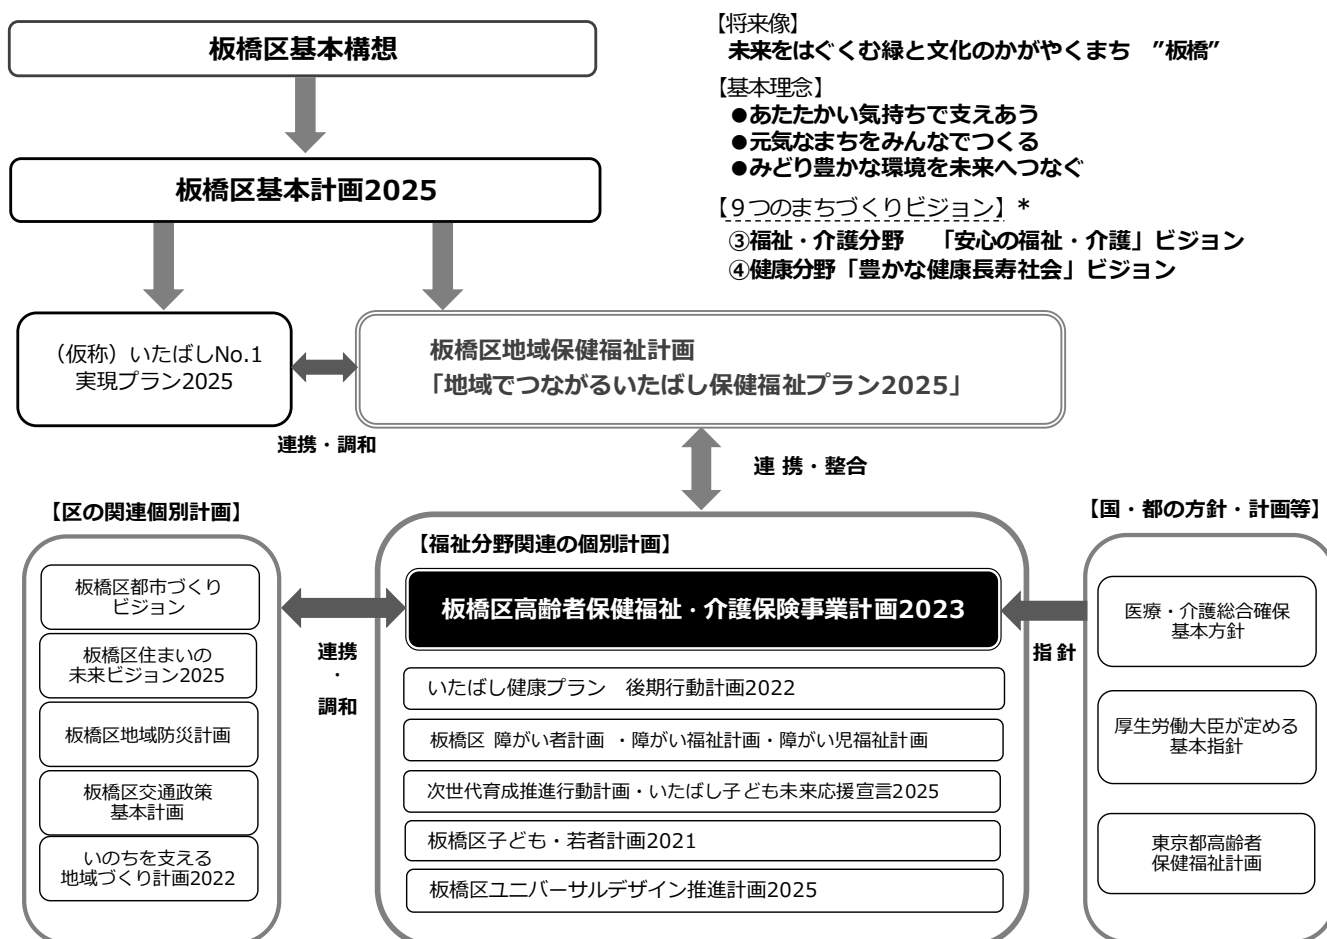 板橋区基本構想
【将来像】
未来をはぐくむ緑と文化のかがやくまち　”板橋”
【基本理念】
●あたたかい気持ちで支えあう
●元気なまちをみんなでつくる
●みどり豊かな環境を未来へつなぐ
板橋区基本計画2025
【９つのまちづくりビジョン】＊
③福祉・介護分野　「安心の福祉・介護」ビジョン
④健康分野「豊かな健康長寿社会」ビジョン
（仮称）いたばしNo.1
実現プラン2025
板橋区地域保健福祉計画
「地域でつながるいたばし保健福祉プラン2025」
連携・調和
連 携・整合
【区の関連個別計画】
板橋区都市づくり
ビジョン
板橋区住まいの
未来ビジョン2025
板橋区地域防災計画
板橋区交通政策
基本計画
いのちを支える
地域づくり計画2022
連携
・
調和
【福祉分野関連の個別計画】
板橋区高齢者保健福祉・介護保険事業計画2023
いたばし健康プラン　後期行動計画2022
板橋区 障がい者計画 ・障がい福祉計画・障がい児福祉計画
次世代育成推進行動計画・いたばし子ども未来応援宣言2025
板橋区子ども・若者計画2021
板橋区ユニバーサルデザイン推進計画2025
指 針
【国・都の方針・計画等】
医療・介護総合確保
基本方針
厚生労働大臣が定める
基本指針
東京都高齢者
保健福祉計画